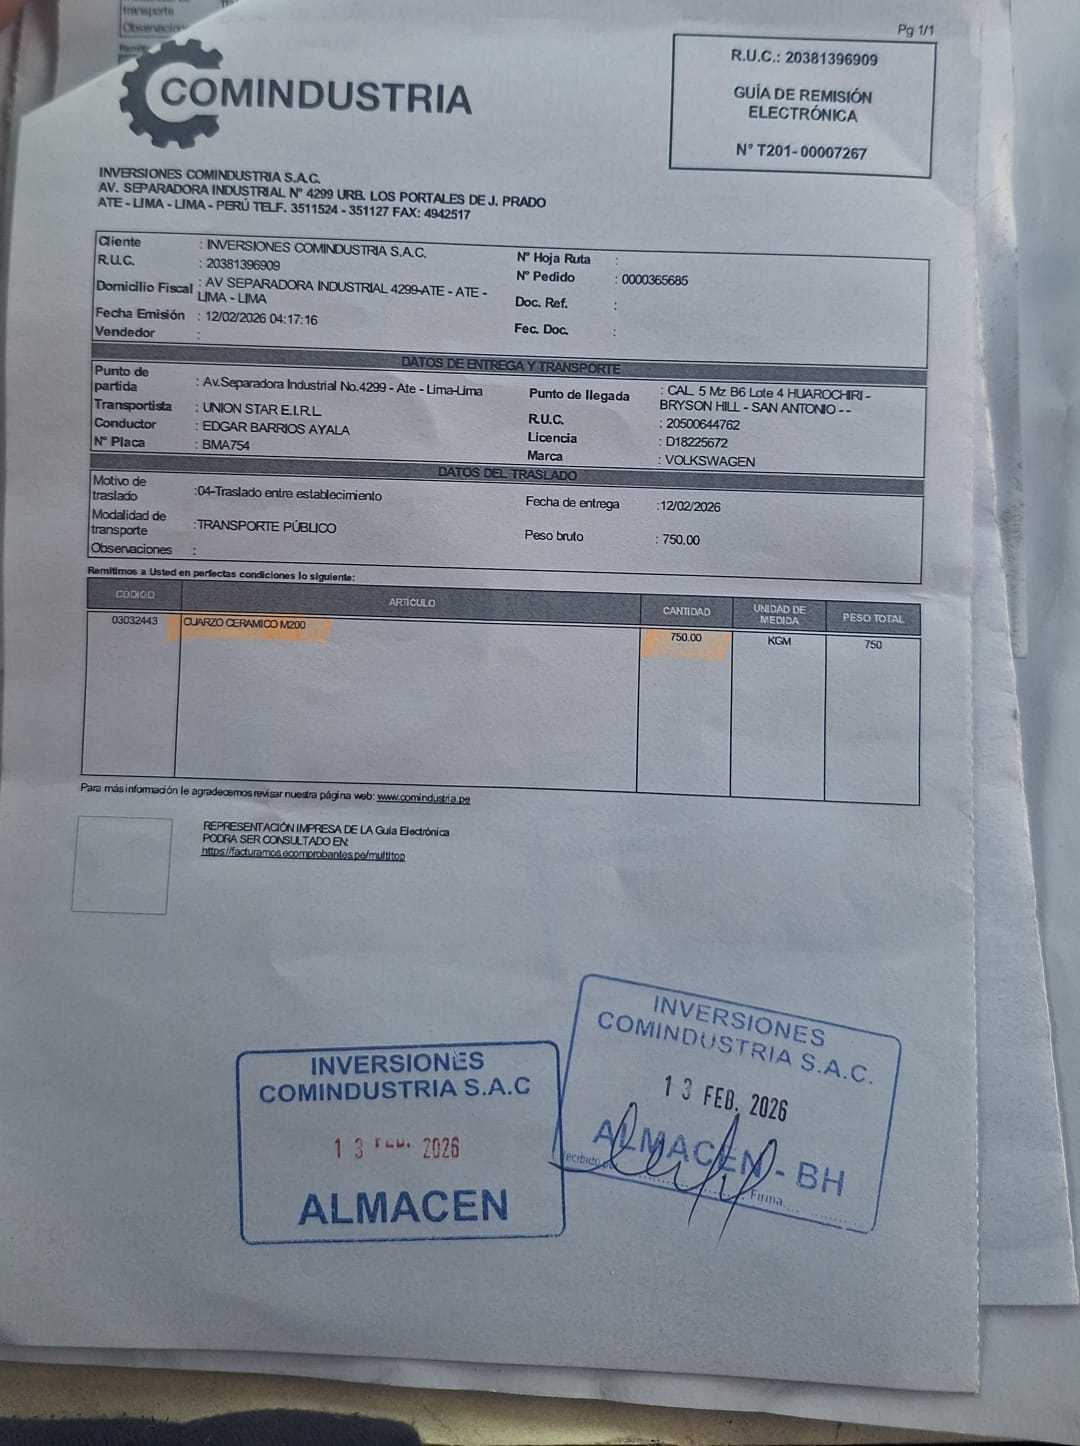 transporte
Pg 1/1
COMINDUSTRIA
R.U.C.: 20381396909
GUÍA DE REMISIÓN
ELECTRÓNICA
N° T201-00007267
INVERSIONES COMINDUSTRIA S.A.C.
AV. SEPARADORA INDUSTRIAL N° 4299 URB. LOS PORTALES DE J. PRADO
ATE - LIMA - LIMA - PERÚ TELF. 3511524 - 351127 FAX: 4942517
Cliente : INVERSIONES COMINDUSTRIA S.A.C. N° Hoja Ruta :
R.U.C. : 20381396909 N° Pedido : 0000365685
Domicilio Fiscal : AV SEPARADORA INDUSTRIAL 4299-ATE - ATE - LIMA - LIMA Doc. Ref. :
Fecha Emisión : 12/02/2026 04:17:16 Fec. Doc. :
Vendedor :
DATOS DE ENTREGA Y TRANSPORTE
Punto de partida : Av.Separadora Industrial No.4299 - Ate - Lima-Lima Punto de llegada : CAL. 5 Mz B6 Lote 4 HUAROCHIRI - BRYSON HILL - SAN ANTONIO - -
Transportista : UNION STAR E.I.R.L R.U.C. : 20500644762
Conductor : EDGAR BARRIOS AYALA Licencia : D18225672
N° Placa : BMA754 Marca : VOLKSWAGEN
DATOS DEL TRASLADO
Motivo de traslado :04-Traslado entre establecimiento Fecha de entrega :12/02/2026
Modalidad de transporte :TRANSPORTE PÚBLICO Peso bruto : 750.00
Observaciones :
Remitimos a Usted en perfectas condiciones lo siguiente:
CODIGO ARTÍCULO CANTIDAD UNIDAD DE MEDIDA PESO TOTAL
03032443 CUARZO CERAMICO M200 750.00 KGM 750
Para más información le agradecemos revisar nuestra página web: www.comindustria.pe
REPRESENTACIÓN IMPRESA DE LA Guía Electrónica
PODRA SER CONSULTADO EN:
https://facturamos.ecomprobantes.pe/multitop
INVERSIONES
COMINDUSTRIA S.A.C
13 FEB. 2026
ALMACEN
INVERSIONES
COMINDUSTRIA S.A.C.
13 FEB. 2026
ALMACEN - BH
Firma